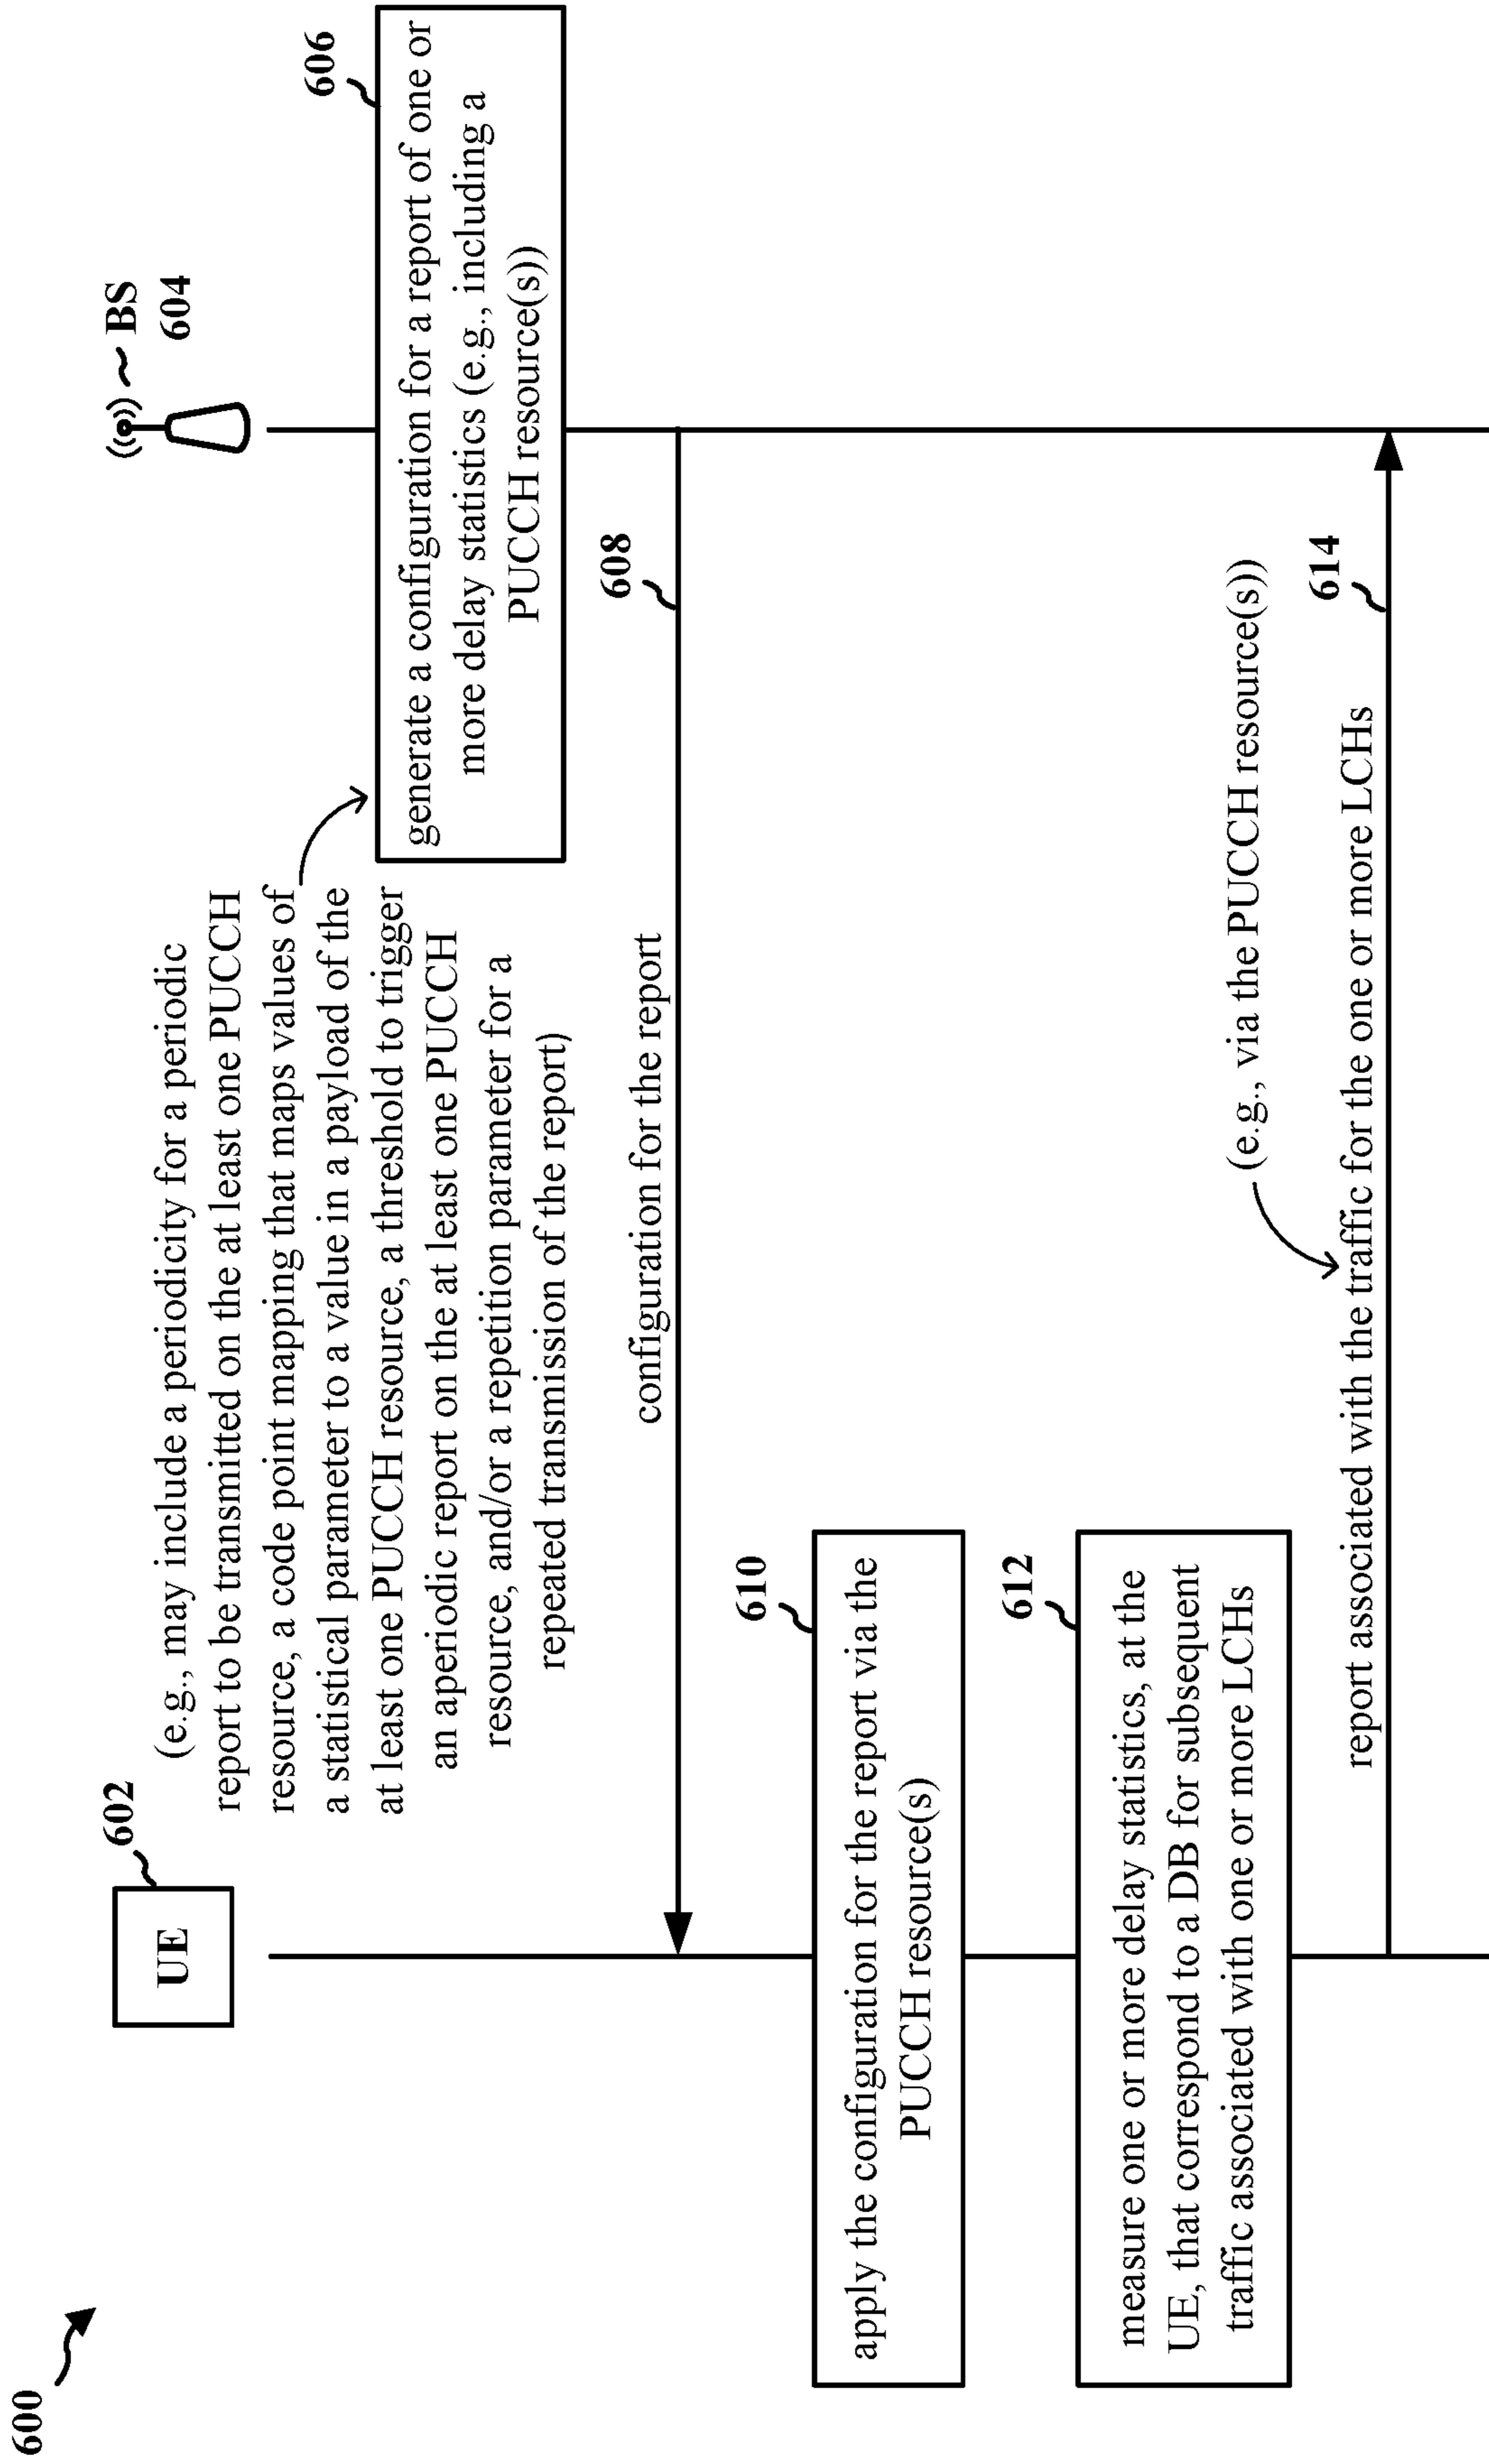 600
UE
602
BS
604
(e.g., may include a periodicity for a periodic
report to be transmitted on the at least one PUCCH
resource, a code point mapping that maps values of
a statistical parameter to a value in a payload of the
at least one PUCCH resource, a threshold to trigger
an aperiodic report on the at least one PUCCH
resource, and/or a repetition parameter for a
repeated transmission of the report)
606
generate a configuration for a report of one or
more delay statistics (e.g., including a
PUCCH resource(s))
608
configuration for the report
610
apply the configuration for the report via the
PUCCH resource(s)
612
measure one or more delay statistics, at the
UE, that correspond to a DB for subsequent
traffic associated with one or more LCHs
(e.g., via the PUCCH resource(s))
614
report associated with the traffic for the one or more LCHs